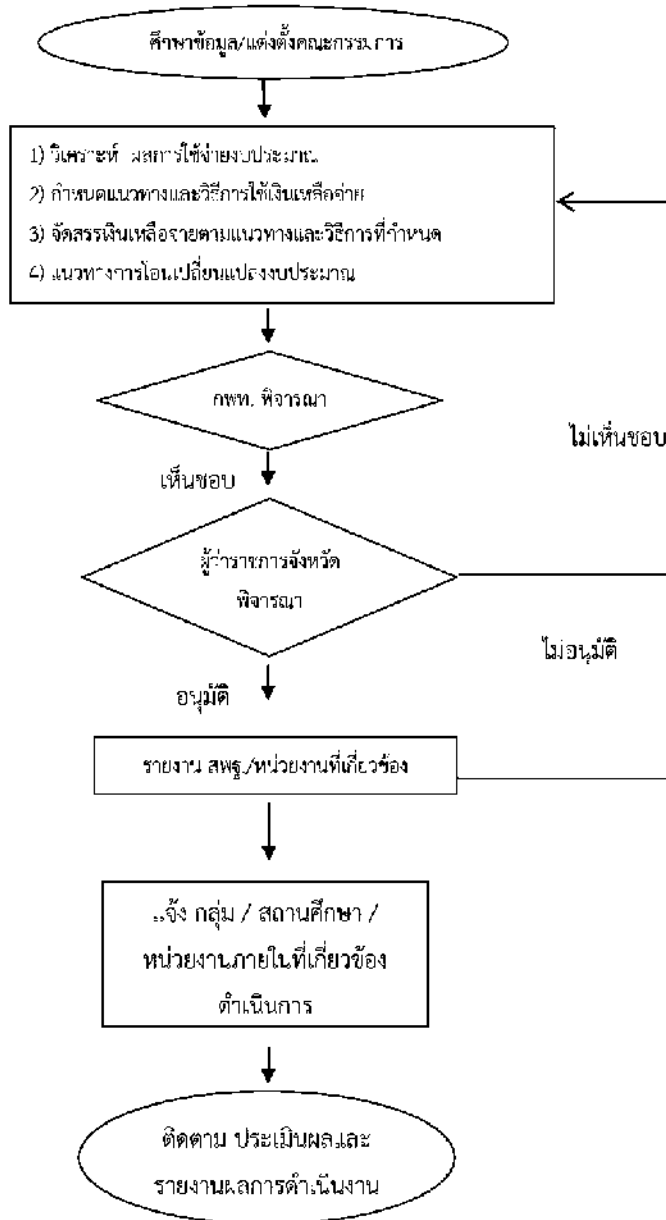 ศึกษาข้อมูล/แต่งตั้งคณะกรรมการ
1) วิเคราะห์ ผลการใช้จ่ายงบประมาณ
2) กำหนดแนวทางและวิธีการใช้เงินเหลือจ่าย
3) จัดสรรเงินเหลือจ่ายตามแนวทางและวิธีการที่กำหนด
4) แนวทางการโอนเปลี่ยนแปลงงบประมาณ
กพท. พิจารณา
ไม่เห็นชอบ
เห็นชอบ
ผู้ว่าราชการจังหวัด
พิจารณา
ไม่อนุมัติ
อนุมัติ
รายงาน สพฐ./หน่วยงานที่เกี่ยวข้อง
แจ้ง กลุ่ม / สถานศึกษา /
หน่วยงานภายในที่เกี่ยวข้อง
ดำเนินการ
ติดตาม ประเมินผลและ
รายงานผลการดำเนินงาน